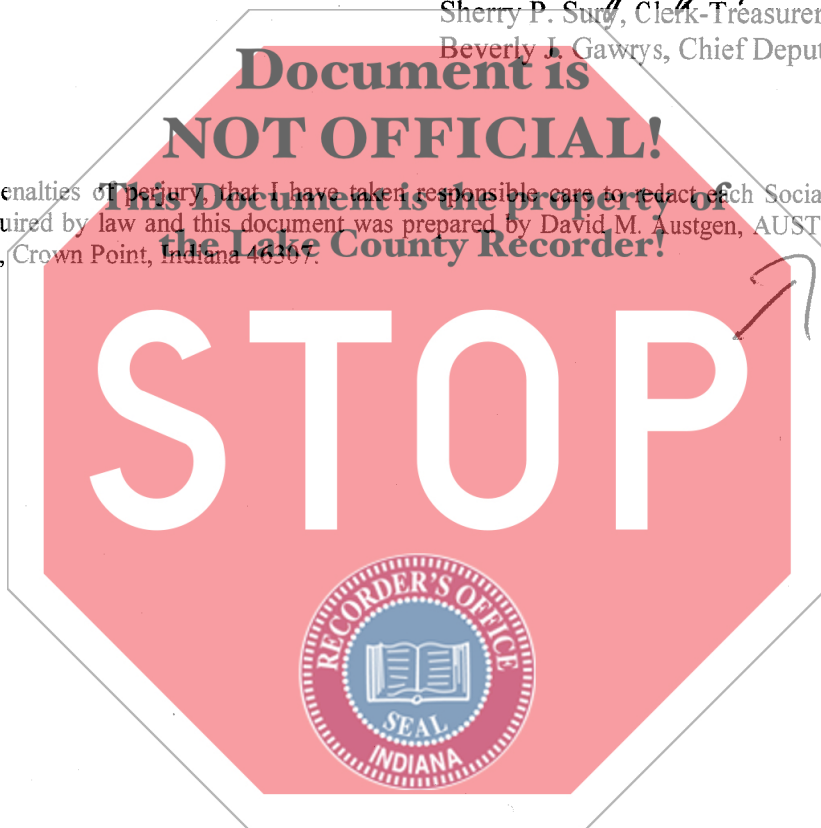 Sherry P. Sury, Clerk-Treasurer
Beverly J. Gawrys, Chief Deput
Document is
NOT OFFICIAL!
enalties of perjury, that I have taken responsible care to redact each Socia
This Document is the property of
uired by law and this document was prepared by David M. Austgen, AUST
the Lake County Recorder!
, Crown Point, Indiana 46307.
STOP
RECORDER'S OFFICE
SEAL
INDIANA